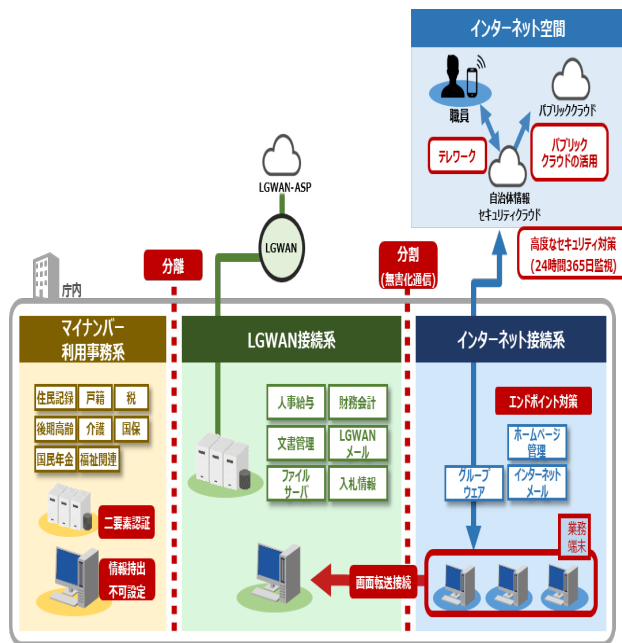 インターネット空間
職員
パブリッククラウド
テレワーク
パブリック
クラウドの活用
自治体情報
セキュリティクラウド
LGWAN-ASP
LGWAN
高度なセキュリティ対策
(24時間365日監視)
分離
分割
(無害化通信)
庁内
マイナンバー
利用事務系
住民記録
戸籍
税
後期高齢
介護
国保
国民年金
福祉関連
二要素認証
情報持出
不可設定
LGWAN接続系
人事給与
財務会計
文書管理
LGWAN
メール
ファイル
サーバ
入札情報
インターネット接続系
エンドポイント対策
ホームページ
管理
グループ
ウェア
インターネット
メール
業務
端末
画面転送接続